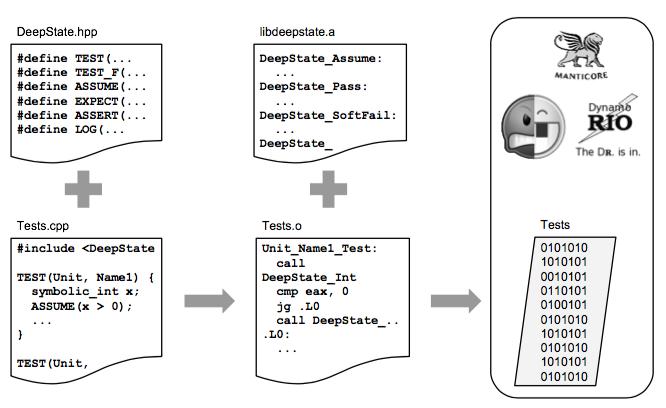 DeepState.hpp
#define TEST(...
#define TEST_F(...
#define ASSUME(...
#define EXPECT(...
#define ASSERT(...
#define LOG(...
libdeepstate.a
DeepState_Assume:
...
DeepState_Pass:
...
DeepState_SoftFail:
...
DeepState_
MANTICORE
Dynamo
RIO
The DR. is in.
Tests.cpp
#include <DeepState
TEST(Unit, Name1) {
symbolic_int x;
ASSUME(x > 0);
...
}
TEST(Unit,
Tests.o
Unit_Name1_Test:
call
DeepState_Int
cmp eax, 0
jg .L0
call DeepState_..
.L0:
...
Tests
0101010
1010101
0010101
0110101
0100101
0101010
1010101
0101010
1010101
0101010